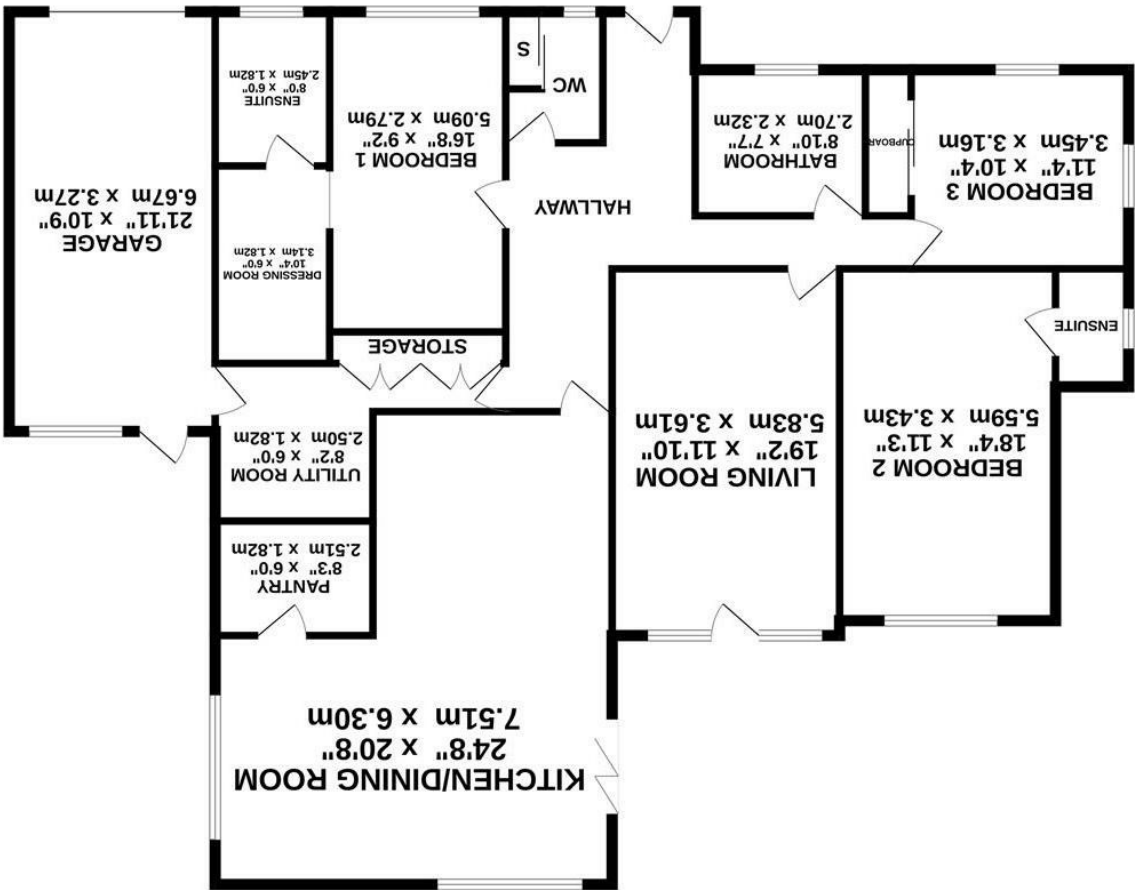 KITCHEN/DINING ROOM
24'8" x 20'8"
7.51m x 6.30m
PANTRY
8'3" x 6'0"
2.51m x 1.82m
BEDROOM 2
18'4" x 11'3"
5.59m x 3.43m
LIVING ROOM
19'2" x 11'10"
5.83m x 3.61m
UTILITY ROOM
8'2" x 6'0"
2.50m x 1.82m
ENSUITE
STORAGE
DRESSING ROOM
10'4" x 6'0"
3.14m x 1.82m
GARAGE
21'11" x 10'9"
6.67m x 3.27m
HALLWAY
BEDROOM 3
11'4" x 10'4"
3.45m x 3.16m
CUPBOAR
BATHROOM
8'10" x 7'7"
2.70m x 2.32m
BEDROOM 1
16'8" x 9'2"
5.09m x 2.79m
ENSUITE
8'0" x 6'0"
2.45m x 1.82m
WC
S